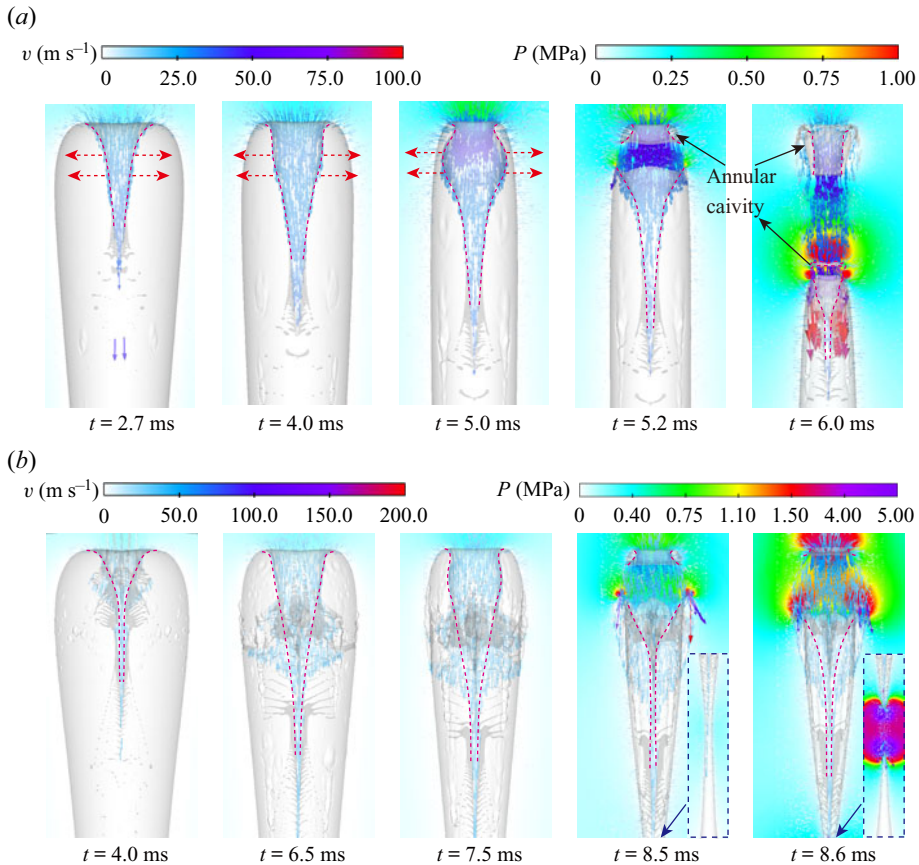 (a)
v (m s⁻¹)
0 25.0 50.0 75.0 100.0
P (MPa)
0 0.25 0.50 0.75 1.00
Annular
caivity
t = 2.7 ms t = 4.0 ms t = 5.0 ms t = 5.2 ms t = 6.0 ms
(b)
v (m s⁻¹)
0 50.0 100.0 150.0 200.0
P (MPa)
0 0.40 0.75 1.10 1.50 4.00 5.00
t = 4.0 ms t = 6.5 ms t = 7.5 ms t = 8.5 ms t = 8.6 ms